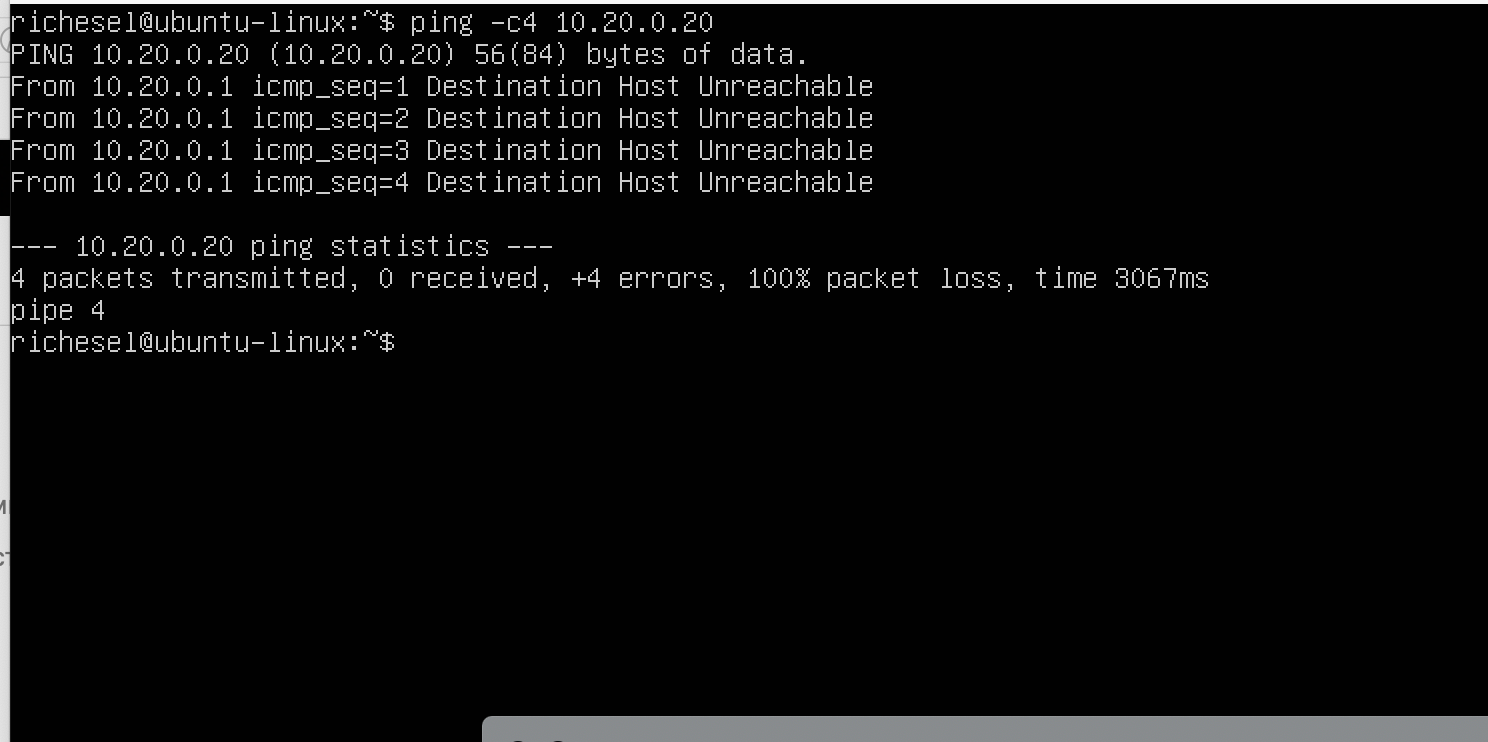 richesel@ubuntu-linux:~$ ping -c4 10.20.0.20
PING 10.20.0.20 (10.20.0.20) 56(84) bytes of data.
From 10.20.0.1 icmp_seq=1 Destination Host Unreachable
From 10.20.0.1 icmp_seq=2 Destination Host Unreachable
From 10.20.0.1 icmp_seq=3 Destination Host Unreachable
From 10.20.0.1 icmp_seq=4 Destination Host Unreachable
--- 10.20.0.20 ping statistics ---
4 packets transmitted, 0 received, +4 errors, 100% packet loss, time 3067ms
pipe 4
richesel@ubuntu-linux:~$